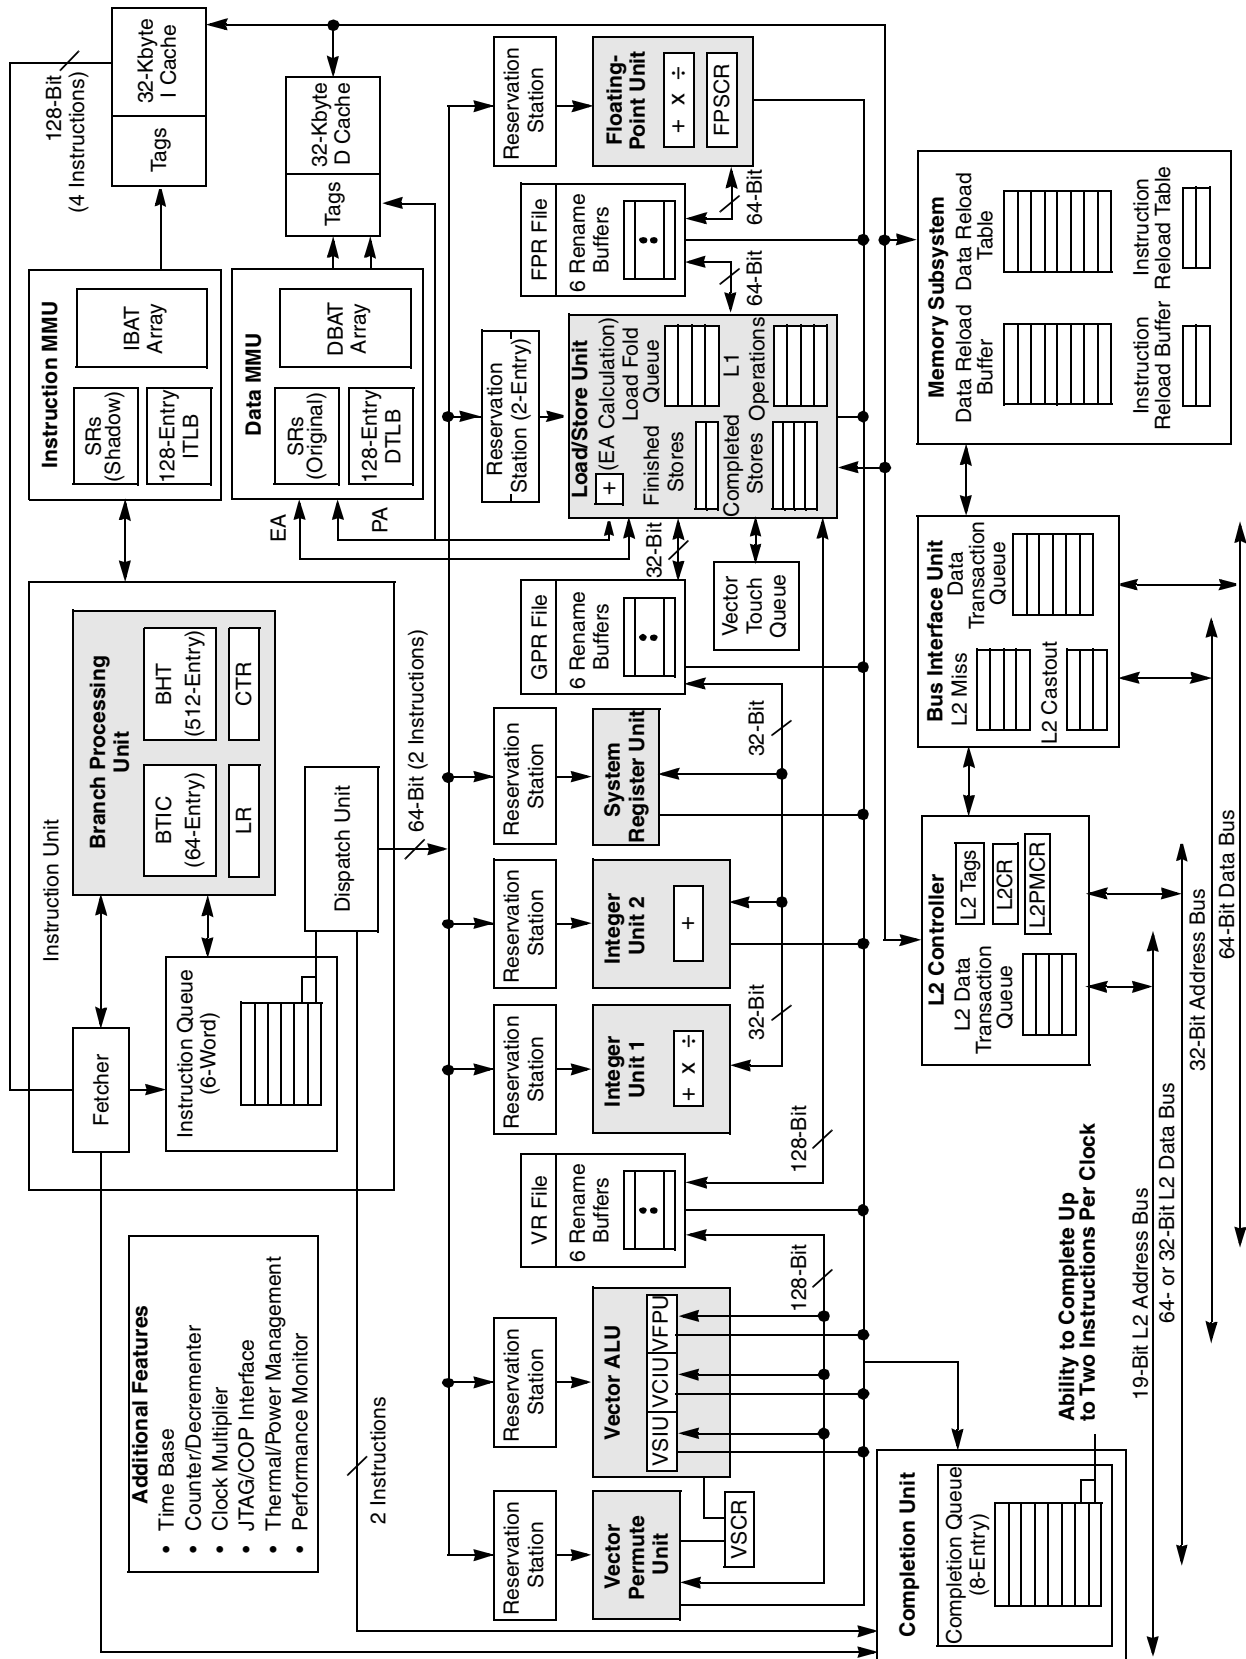 Additional Features
• Time Base
• Counter/Decrementer
• Clock Multiplier
• JTAG/COP Interface
• Thermal/Power Management
• Performance Monitor
Instruction Unit
Fetcher
Branch Processing
Unit
BTIC
(64-Entry)
BHT
(512-Entry)
LR
CTR
Instruction Queue
(6-Word)
Dispatch Unit
2 Instructions
64-Bit (2 Instructions)
128-Bit
(4 Instructions)
Instruction MMU
SRs
(Shadow)
128-Entry
ITLB
IBAT
Array
Tags
32-Kbyte
I Cache
Data MMU
SRs
(Original)
128-Entry
DTLB
DBAT
Array
Tags
32-Kbyte
D Cache
EA
PA
Reservation
Station
Reservation
Station
Reservation
Station
Reservation
Station
Reservation
Station
Reservation
Station (2-Entry)
Reservation
Station
Vector
Permute
Unit
VSCR
Vector ALU
VSIU
VCIU
VFPU
VR File
6 Rename
Buffers
128-Bit
128-Bit
Integer
Unit 1
+ x ÷
32-Bit
Integer
Unit 2
+
System
Register Unit
32-Bit
GPR File
6 Rename
Buffers
32-Bit
Vector
Touch
Queue
Load/Store Unit
+
(EA Calculation)
Load Fold
Queue
Finished
Stores
Completed
Stores
L1
Operations
FPR File
6 Rename
Buffers
64-Bit
64-Bit
Floating-
Point Unit
+ x ÷
FPSCR
Completion Unit
Completion Queue
(8-Entry)
Ability to Complete Up
to Two Instructions Per Clock
L2 Controller
L2 Data
Transaction
Queue
L2 Tags
L2CR
L2PMCR
Bus Interface Unit
L2 Miss
Data
Transaction
Queue
L2 Castout
Memory Subsystem
Data Reload
Buffer
Data Reload
Table
Instruction
Reload Buffer
Instruction
Reload Table
19-Bit L2 Address Bus
64- or 32-Bit L2 Data Bus
32-Bit Address Bus
64-Bit Data Bus